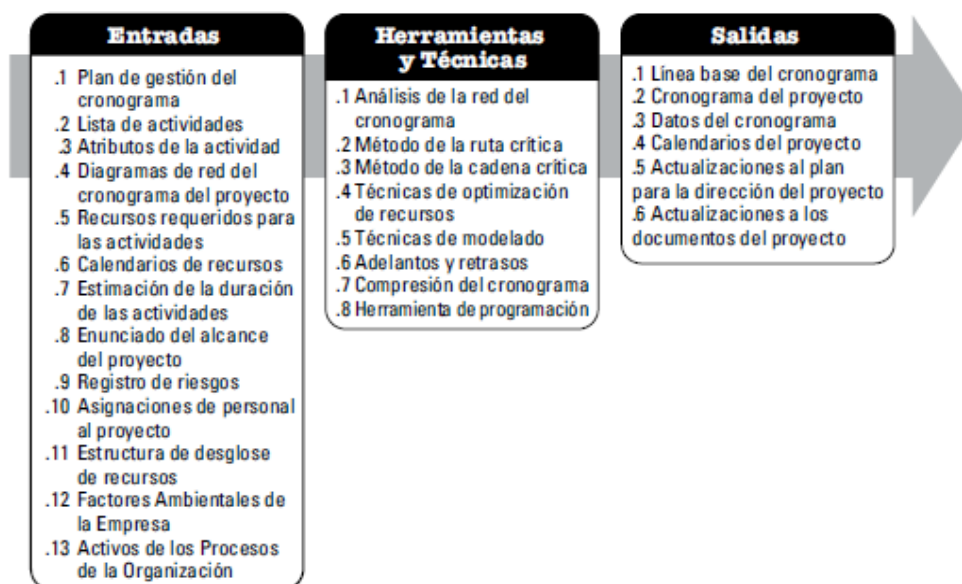 Entradas
.1 Plan de gestión del
cronograma
.2 Lista de actividades
.3 Atributos de la actividad
.4 Diagramas de red del
cronograma del proyecto
.5 Recursos requeridos para
las actividades
.6 Calendarios de recursos
.7 Estimación de la duración
de las actividades
.8 Enunciado del alcance
del proyecto
.9 Registro de riesgos
.10 Asignaciones de personal
al proyecto
.11 Estructura de desglose
de recursos
.12 Factores Ambientales de
la Empresa
.13 Activos de los Procesos
de la Organización
Herramientas
y Técnicas
.1 Análisis de la red del
cronograma
.2 Método de la ruta crítica
.3 Método de la cadena crítica
.4 Técnicas de optimización
de recursos
.5 Técnicas de modelado
.6 Adelantos y retrasos
.7 Compresión del cronograma
.8 Herramienta de programación
Salidas
.1 Línea base del cronograma
.2 Cronograma del proyecto
.3 Datos del cronograma
.4 Calendarios del proyecto
.5 Actualizaciones al plan
para la dirección del proyecto
.6 Actualizaciones a los
documentos del proyecto